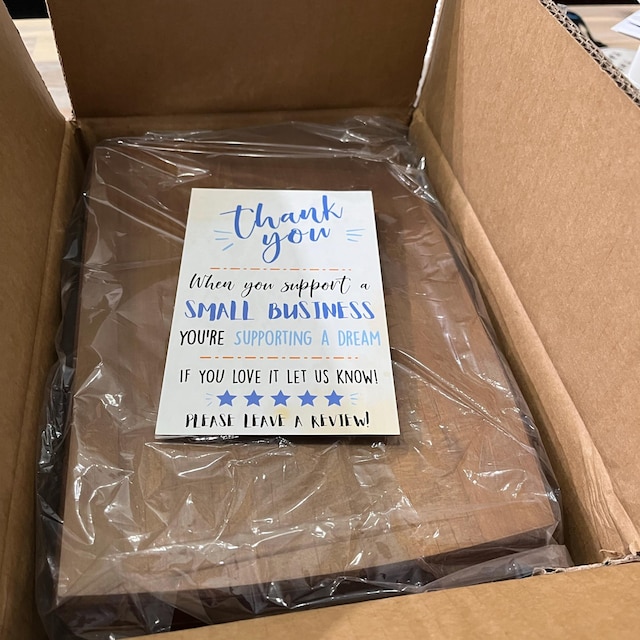 thank
you
When you support a
SMALL BUSINESS
YOU'RE SUPPORTING A DREAM
IF YOU LOVE IT LET US KNOW!
PLEASE LEAVE A REVIEW!